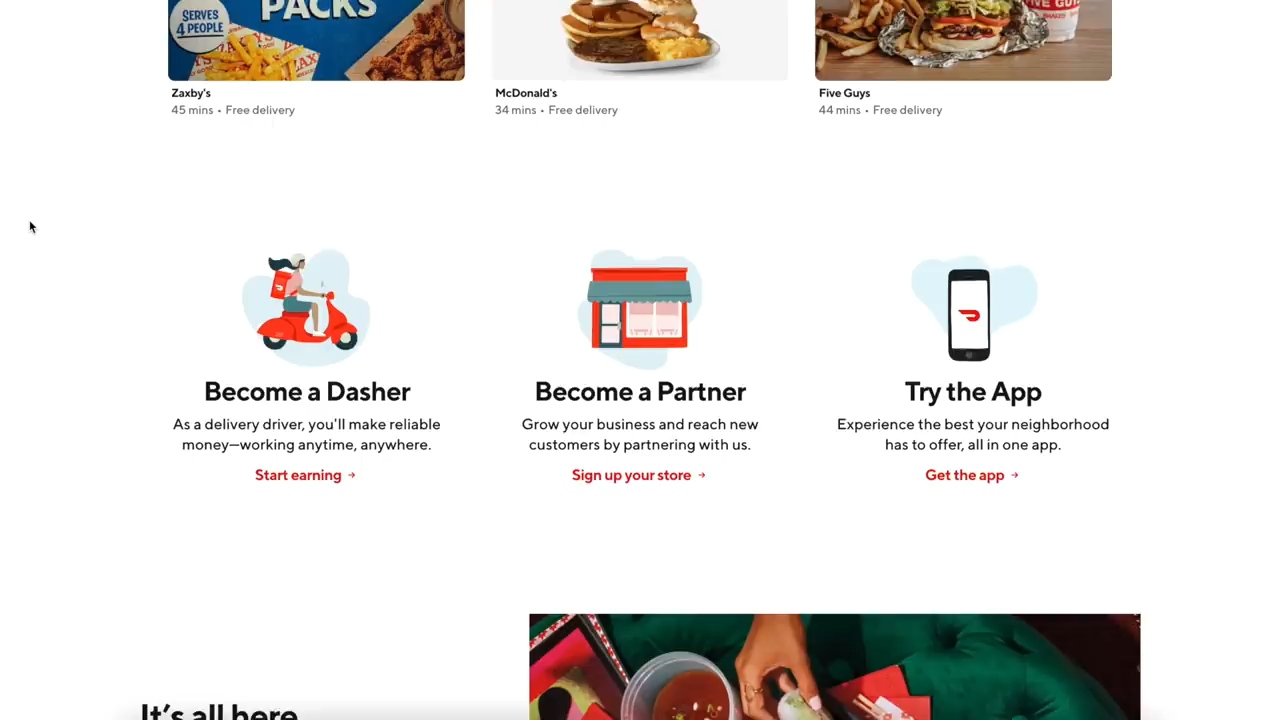 PACKS
SERVES
4 PEOPLE
FIVE GUYS
Zaxby's
45 mins • Free delivery
McDonald's
34 mins • Free delivery
Five Guys
44 mins • Free delivery
Become a Dasher
As a delivery driver, you'll make reliable
money—working anytime, anywhere.
Start earning →
Become a Partner
Grow your business and reach new
customers by partnering with us.
Sign up your store →
Try the App
Experience the best your neighborhood
has to offer, all in one app.
Get the app →
It's all here